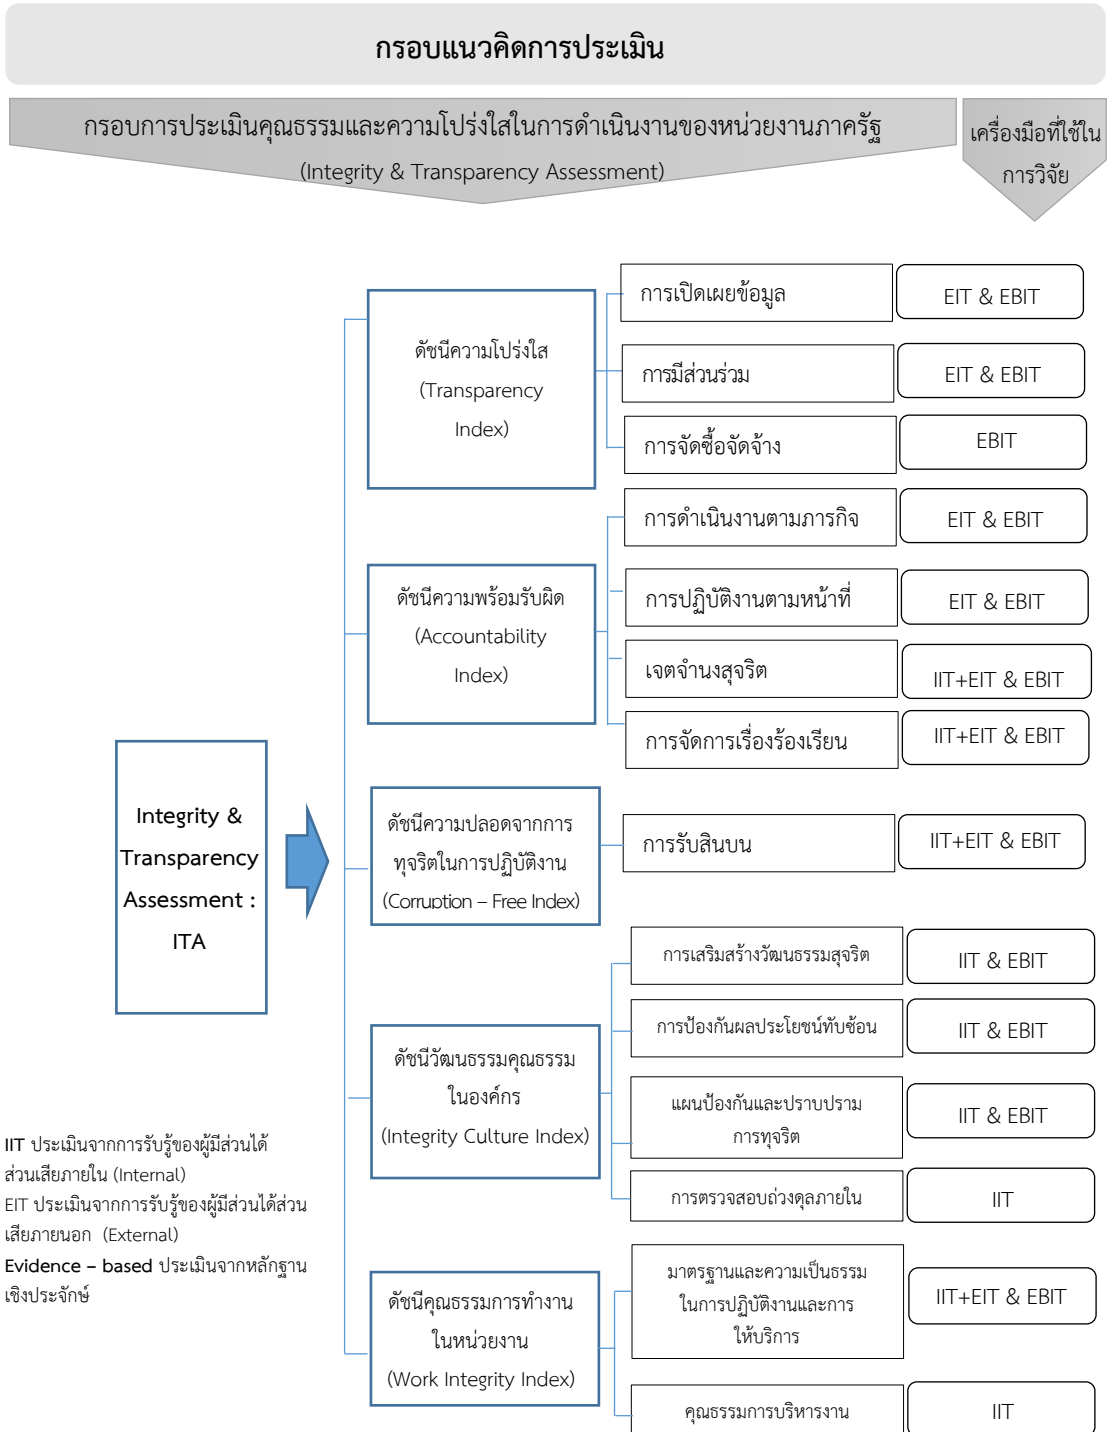 กรอบแนวคิดการประเมิน
กรอบการประเมินคุณธรรมและความโปร่งใสในการดำเนินงานของหน่วยงานภาครัฐ
(Integrity & Transparency Assessment)
เครื่องมือที่ใช้ใน
การวิจัย
Integrity &
Transparency
Assessment :
ITA
ดัชนีความโปร่งใส
(Transparency
Index)
การเปิดเผยข้อมูล
EIT & EBIT
การมีส่วนร่วม
EIT & EBIT
การจัดซื้อจัดจ้าง
EBIT
ดัชนีความพร้อมรับผิด
(Accountability
Index)
การดำเนินงานตามภารกิจ
EIT & EBIT
การปฏิบัติงานตามหน้าที่
EIT & EBIT
เจตจำนงสุจริต
IIT+EIT & EBIT
การจัดการเรื่องร้องเรียน
IIT+EIT & EBIT
ดัชนีความปลอดจากการ
ทุจริตในการปฏิบัติงาน
(Corruption – Free Index)
การรับสินบน
IIT+EIT & EBIT
ดัชนีวัฒนธรรมคุณธรรม
ในองค์กร
(Integrity Culture Index)
การเสริมสร้างวัฒนธรรมสุจริต
IIT & EBIT
การป้องกันผลประโยชน์ทับซ้อน
IIT & EBIT
แผนป้องกันและปราบปราม
การทุจริต
IIT & EBIT
การตรวจสอบถ่วงดุลภายใน
IIT
ดัชนีคุณธรรมการทำงาน
ในหน่วยงาน
(Work Integrity Index)
มาตรฐานและความเป็นธรรม
ในการปฏิบัติงานและการ
ให้บริการ
IIT+EIT & EBIT
คุณธรรมการบริหารงาน
IIT
IIT ประเมินจากการรับรู้ของผู้มีส่วนได้
ส่วนเสียภายใน (Internal)
EIT ประเมินจากการรับรู้ของผู้มีส่วนได้ส่วน
เสียภายนอก (External)
Evidence – based ประเมินจากหลักฐาน
เชิงประจักษ์